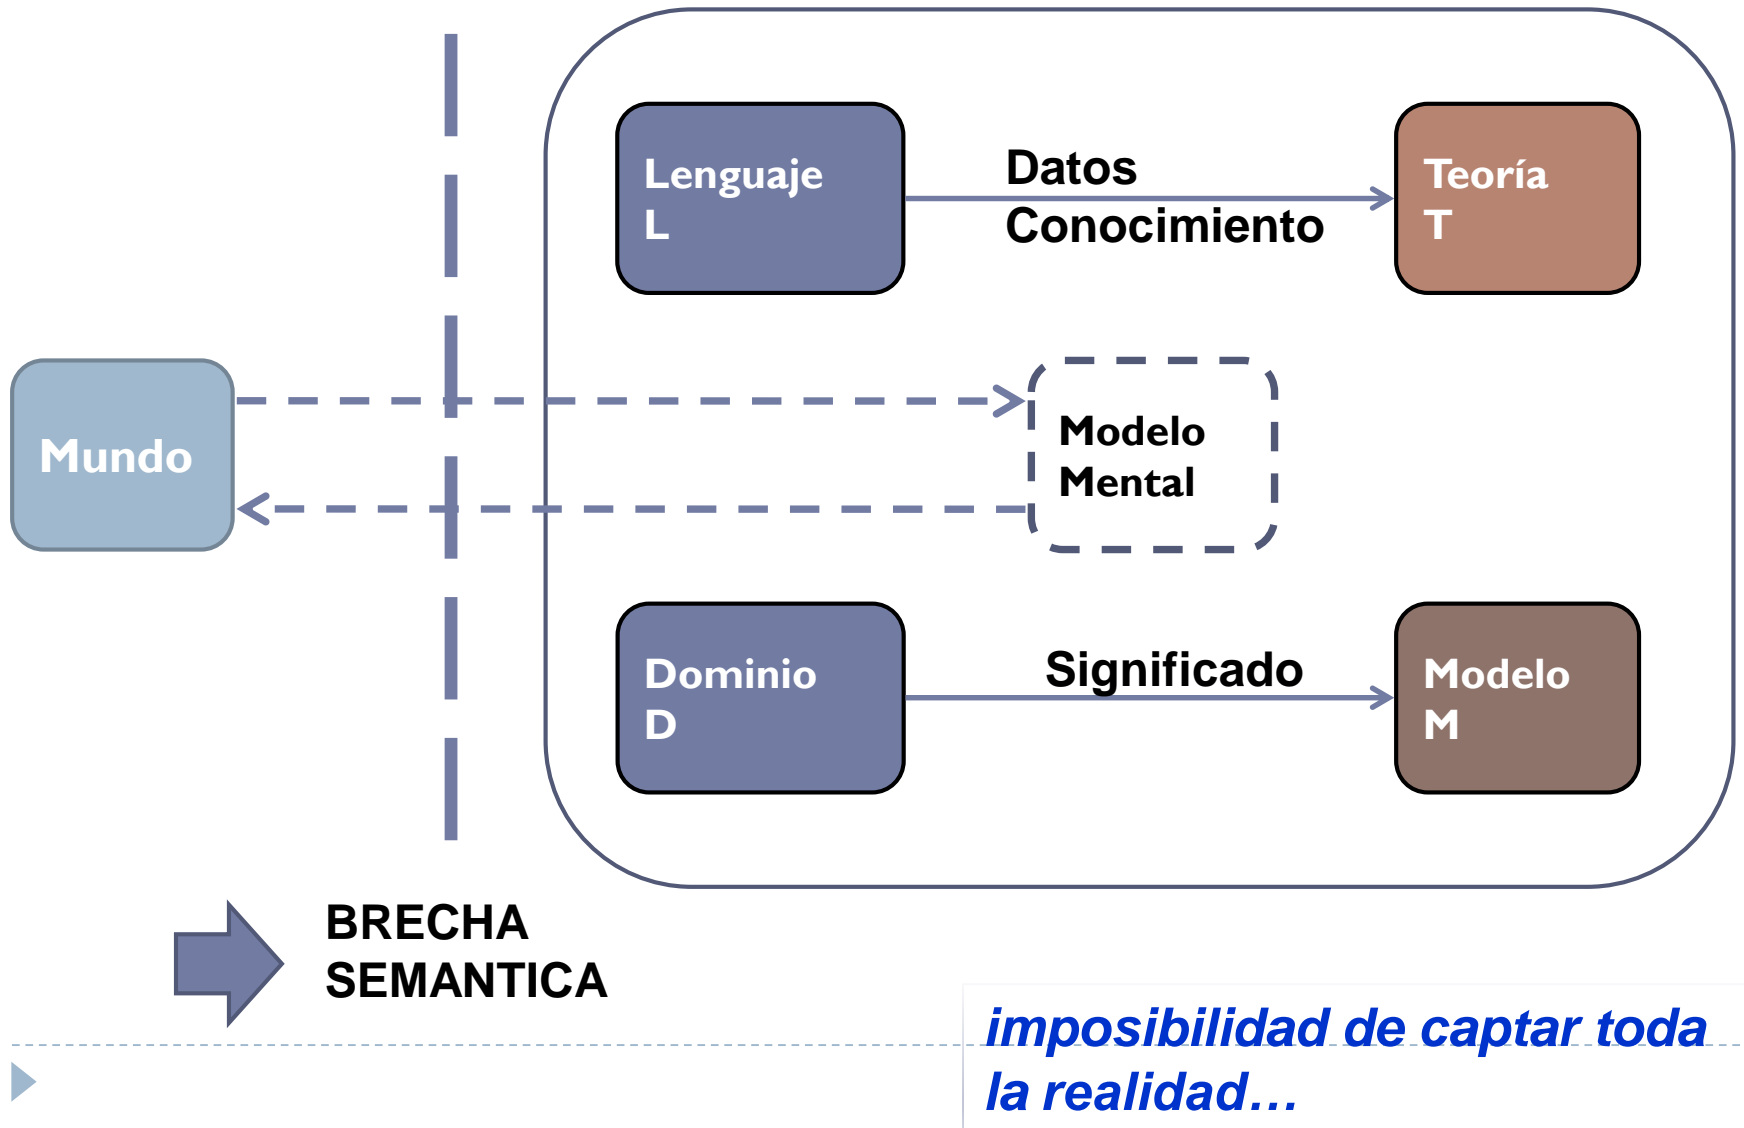 Lenguaje
L
Datos
Conocimiento
Teoría
T
Mundo
Modelo
Mental
Dominio
D
Significado
Modelo
M
BRECHA
SEMANTICA
imposibilidad de captar toda
la realidad…